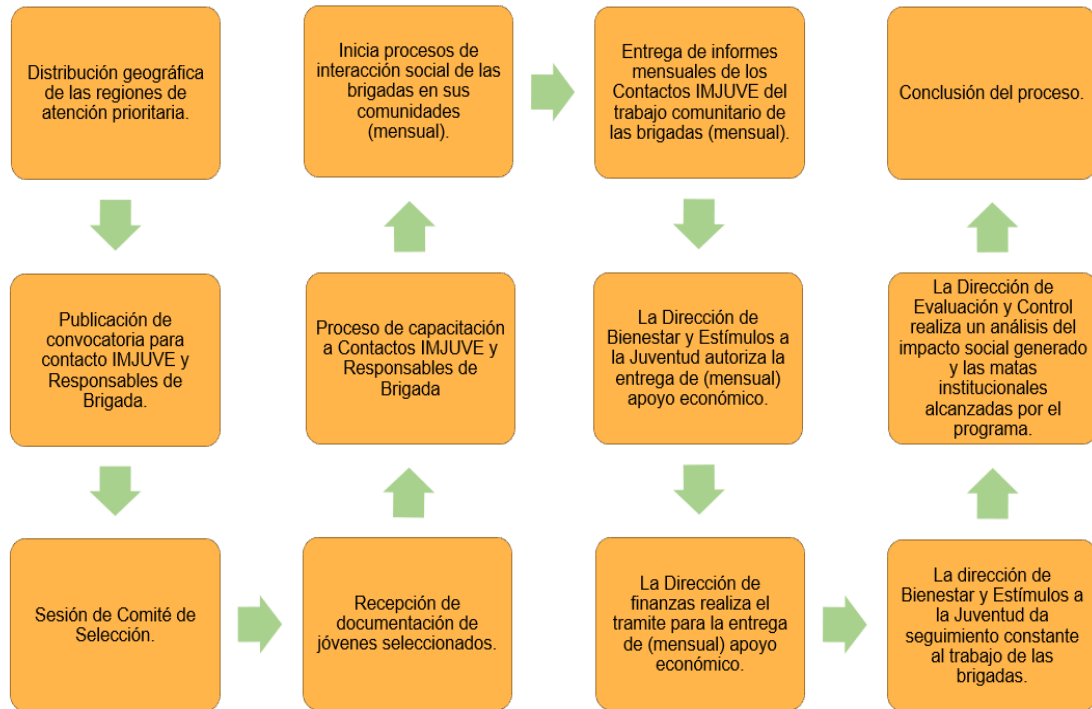 Distribución geográfica
de las regiones de
atención prioritaria.
Publicación de
convocatoria para
contacto IMJUVE y
Responsables de
Brigada.
Sesión de Comité de
Selección.
Recepción de
documentación de
jóvenes seleccionados.
Proceso de capacitación
a Contactos IMJUVE y
Responsables de
Brigada
Inicia procesos de
interacción social de las
brigadas en sus
comunidades
(mensual).
Entrega de informes
mensuales de los
Contactos IMJUVE del
trabajo comunitario de
las brigadas (mensual).
La Dirección de
Bienestar y Estímulos a
la Juventud autoriza la
entrega de (mensual)
apoyo económico.
La Dirección de
finanzas realiza el
tramite para la entrega
de (mensual) apoyo
económico.
La dirección de
Bienestar y Estímulos a
la Juventud da
seguimiento constante
al trabajo de las
brigadas.
La Dirección de
Evaluación y Control
realiza un análisis del
impacto social generado
y las matas
institucionales
alcanzadas por el
programa.
Conclusión del proceso.